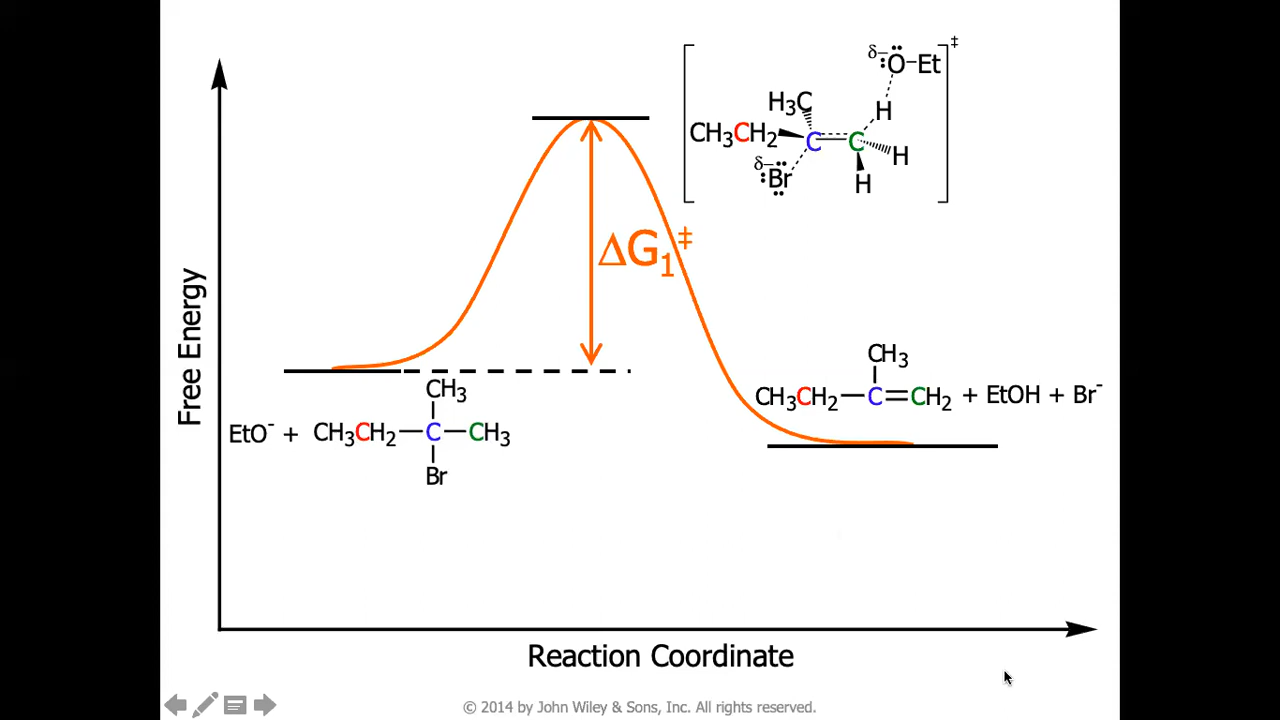 δ– :Ö–Et ‡
H₃C H
CH₃CH₂ C C H
δ– :Br H
ΔG₁‡
Free Energy
CH₃
CH₃CH₂–C=CH₂ + EtOH + Br⁻
CH₃
EtO⁻ + CH₃CH₂–C–CH₃
Br
Reaction Coordinate
© 2014 by John Wiley & Sons, Inc. All rights reserved.